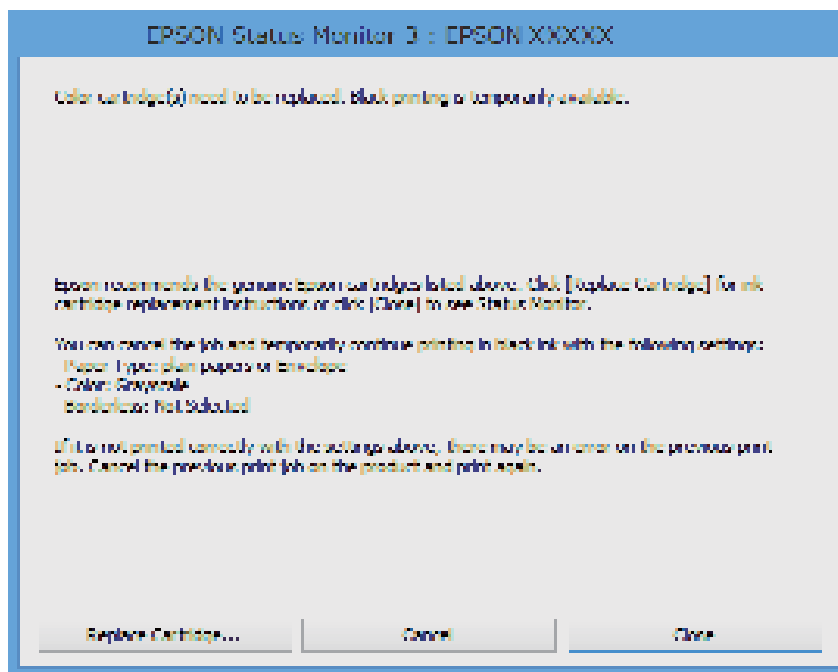 EPSON Status Monitor 3 : EPSON XXXXX
Color cartridge(s) need to be replaced. Black printing is temporarily available.
Epson recommends the genuine Epson cartridges listed above. Click [Replace Cartridge] for ink
cartridge replacement instructions or click [Close] to see Status Monitor.
You can cancel the job and temporarily continue printing in black ink with the following settings:
- Paper Type: plain papers or Envelope
- Color: Grayscale
- Borderless: Not Selected
If it is not printed correctly with the settings above, there may be an error on the previous print
job. Cancel the previous print job on the product and print again.
Replace Cartridge...
Cancel
Close